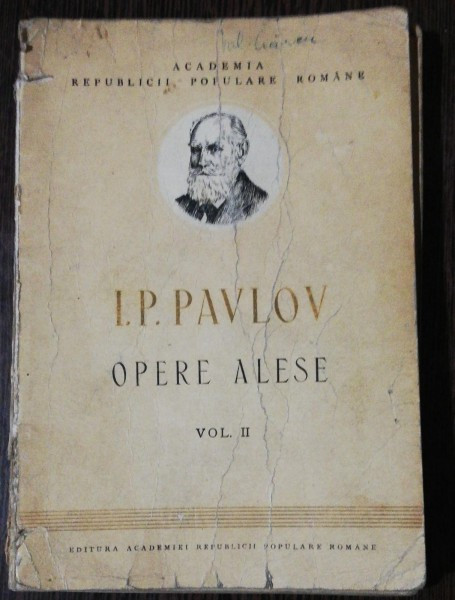 ACADEMIA
REPUBLICII POPULARE ROMÂNE
I.P. PAVLOV
OPERE ALESE
VOL. II
EDITURA ACADEMIEI REPUBLICII POPULARE ROMÂNE